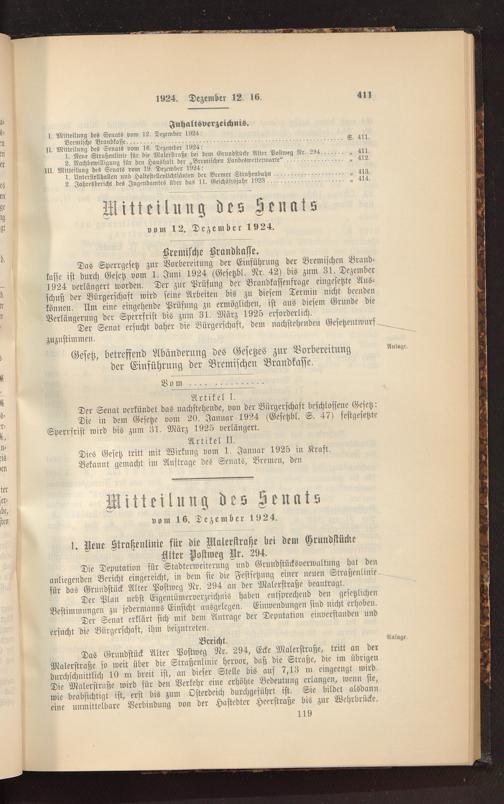 1924. Dezember 12. 16.
411
Inhaltsverzeichnis.
I. Mitteilung des Senats vom 12. Dezember 1924:
Bremische Brandkasse. S. 411.
II. Mitteilung des Senats vom 16. Dezember 1924:
1. Neue Straßenlinie für die Malerstraße bei dem Grundstücke Alter Postweg Nr. 294 „ 411.
2. Nachbewilligung für den Haushalt der „Bremischen Landeswetterwarte“ „ 412.
III. Mitteilung des Senats vom 19. Dezember 1924:
1. Unterstellhallen und Haltestellenlichtsäulen der Bremer Straßenbahn „ 413.
2. Jahresbericht des Jugendamtes über das 11. Geschäftsjahr 1923 „ 414.
Mitteilung des Senats
vom 12. Dezember 1924.
Bremische Brandkasse.
Das Sperrgesetz zur Vorbereitung der Einführung der Bremischen Brand-
kasse ist durch Gesetz vom 1. Juni 1924 (Gesetzbl. Nr. 42) bis zum 31. Dezember
1924 verlängert worden. Der zur Prüfung der Brandkassenfrage eingesetzte Aus-
schuß der Bürgerschaft wird seine Arbeiten bis zu diesem Termin nicht beenden
können. Um eine eingehende Prüfung zu ermöglichen, ist aus diesem Grunde die
Verlängerung der Sperrfrist bis zum 31. März 1925 erforderlich.
Der Senat ersucht daher die Bürgerschaft, dem nachstehenden Gesetzentwurf
zuzustimmen.
Anlage.
Gesetz, betreffend Abänderung des Gesetzes zur Vorbereitung
der Einführung der Bremischen Brandkasse.
Vom .... ..........
Artikel I.
Der Senat verkündet das nachstehende, von der Bürgerschaft beschlossene Gesetz:
Die in dem Gesetze vom 20. Januar 1924 (Gesetzbl. S. 47) festgesetzte
Sperrfrist wird bis zum 31. März 1925 verlängert.
Artikel II.
Dies Gesetz tritt mit Wirkung vom 1. Januar 1925 in Kraft.
Bekannt gemacht im Auftrage des Senats, Bremen, den
Mitteilung des Senats
vom 16. Dezember 1924.
1. Neue Straßenlinie für die Malerstraße bei dem Grundstücke
Alter Postweg Nr. 294.
Die Deputation für Stadterweiterung und Grundstücksverwaltung hat den
anliegenden Bericht eingereicht, in dem sie die Festsetzung einer neuen Straßenlinie
für das Grundstück Alter Postweg Nr. 294 an der Malerstraße beantragt.
Der Plan nebst Eigentümerverzeichnis haben entsprechend den gesetzlichen
Bestimmungen zu jedermanns Einsicht ausgelegen. Einwendungen sind nicht erhoben.
Der Senat erklärt sich mit dem Antrage der Deputation einverstanden und
ersucht die Bürgerschaft, ihm beizutreten.
Bericht.
Anlage.
Das Grundstück Alter Postweg Nr. 294, Ecke Malerstraße, tritt an der
Malerstraße so weit über die Straßenlinie hervor, daß die Straße, die im übrigen
durchschnittlich 10 m breit ist, an dieser Stelle bis auf 7,13 m eingeengt wird.
Die Malerstraße wird für den Verkehr eine erhöhte Bedeutung erlangen, wenn sie,
wie beabsichtigt ist, erst bis zum Osterdeich durchgeführt ist. Sie bildet alsdann
eine unmittelbare Verbindung von der Hastedter Heerstraße bis zur Wehrbrücke.
119